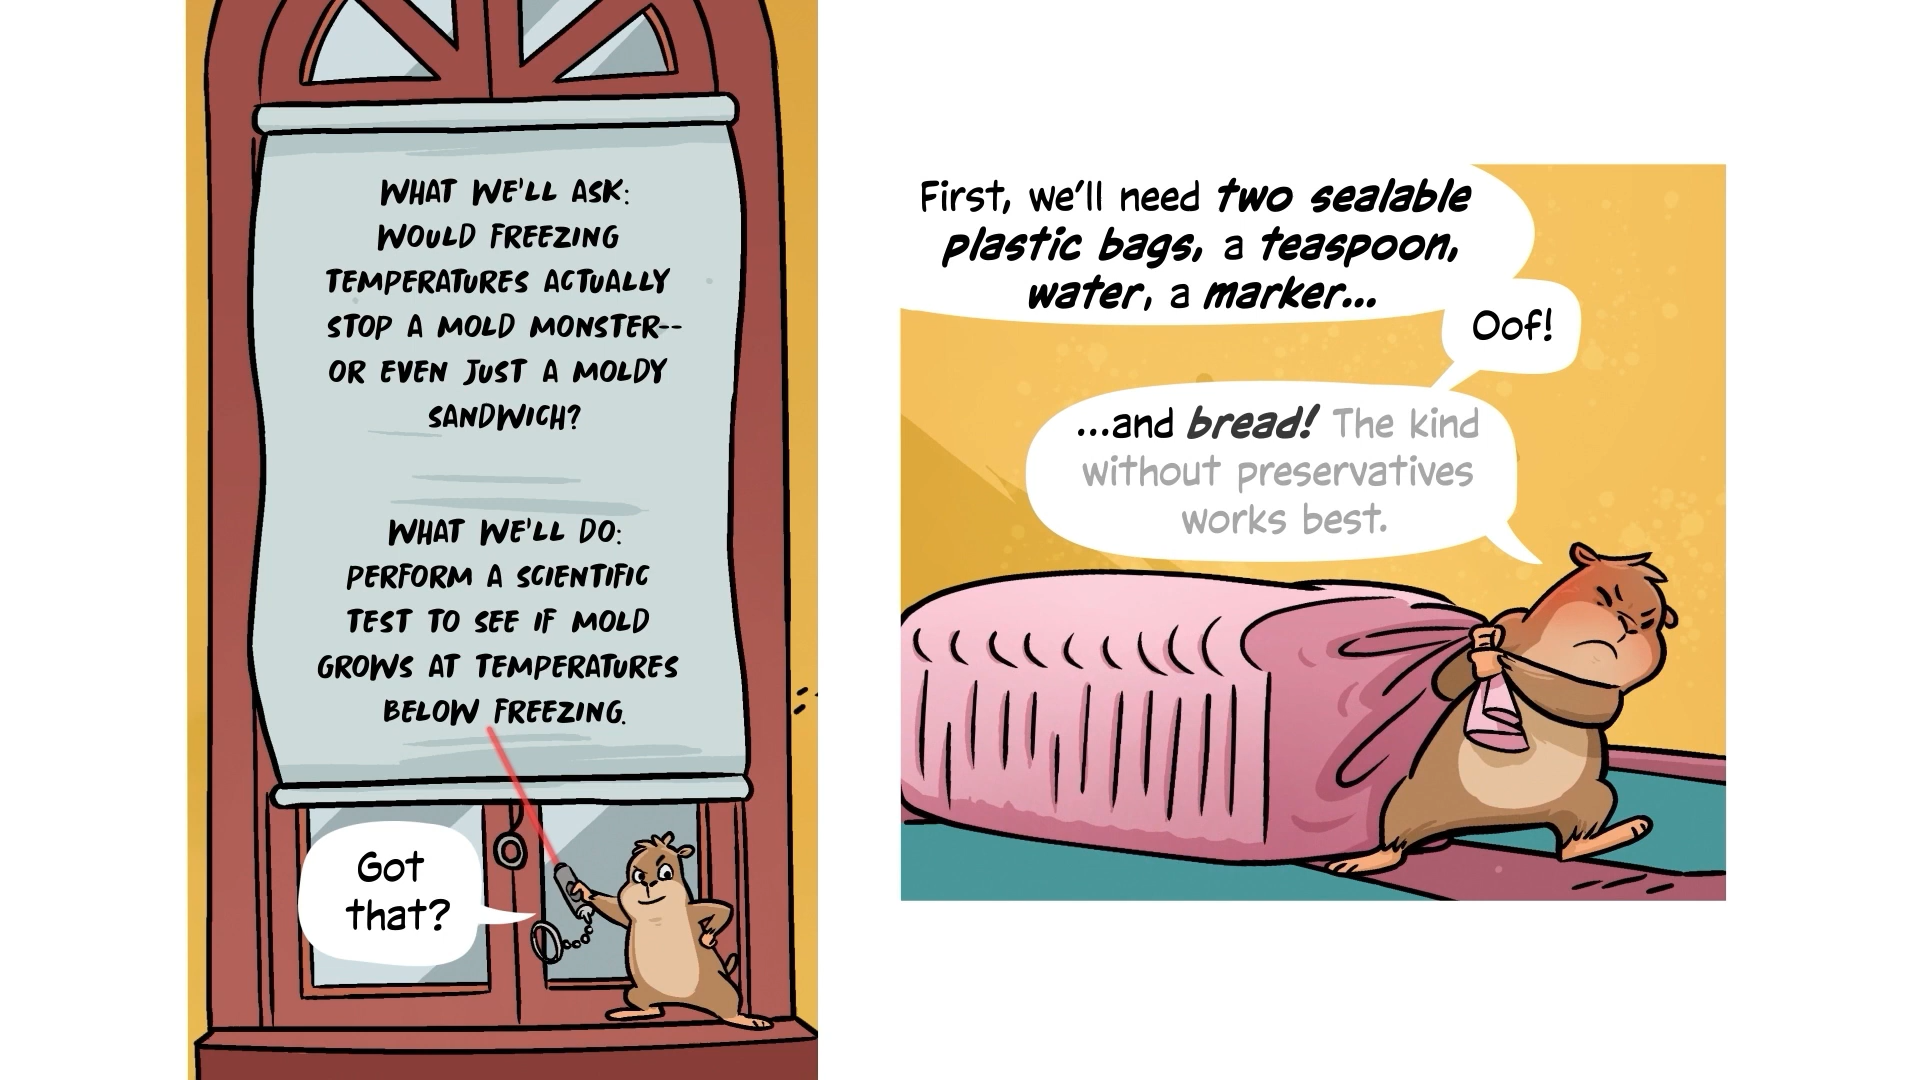 WHAT WE'LL ASK:
WOULD FREEZING
TEMPERATURES ACTUALLY
STOP A MOLD MONSTER--
OR EVEN JUST A MOLDY
SANDWICH?
WHAT WE'LL DO:
PERFORM A SCIENTIFIC
TEST TO SEE IF MOLD
GROWS AT TEMPERATURES
BELOW FREEZING.
Got
that?
First, we'll need two sealable
plastic bags, a teaspoon,
water, a marker...
Oof!
...and bread! The kind
without preservatives
works best.